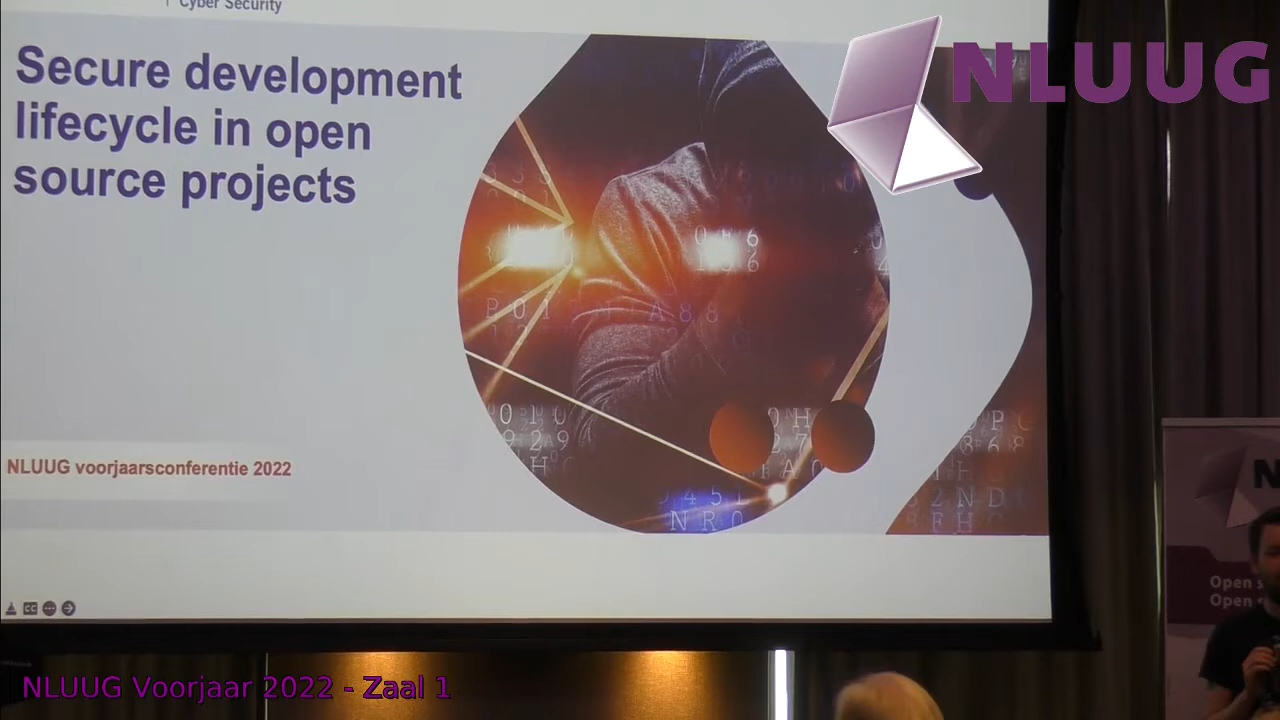 Cyber Security
NLUUG
Secure development
lifecycle in open
source projects
NLUUG voorjaarsconferentie 2022
Open
Open
NLUUG Voorjaar 2022 - Zaal 1